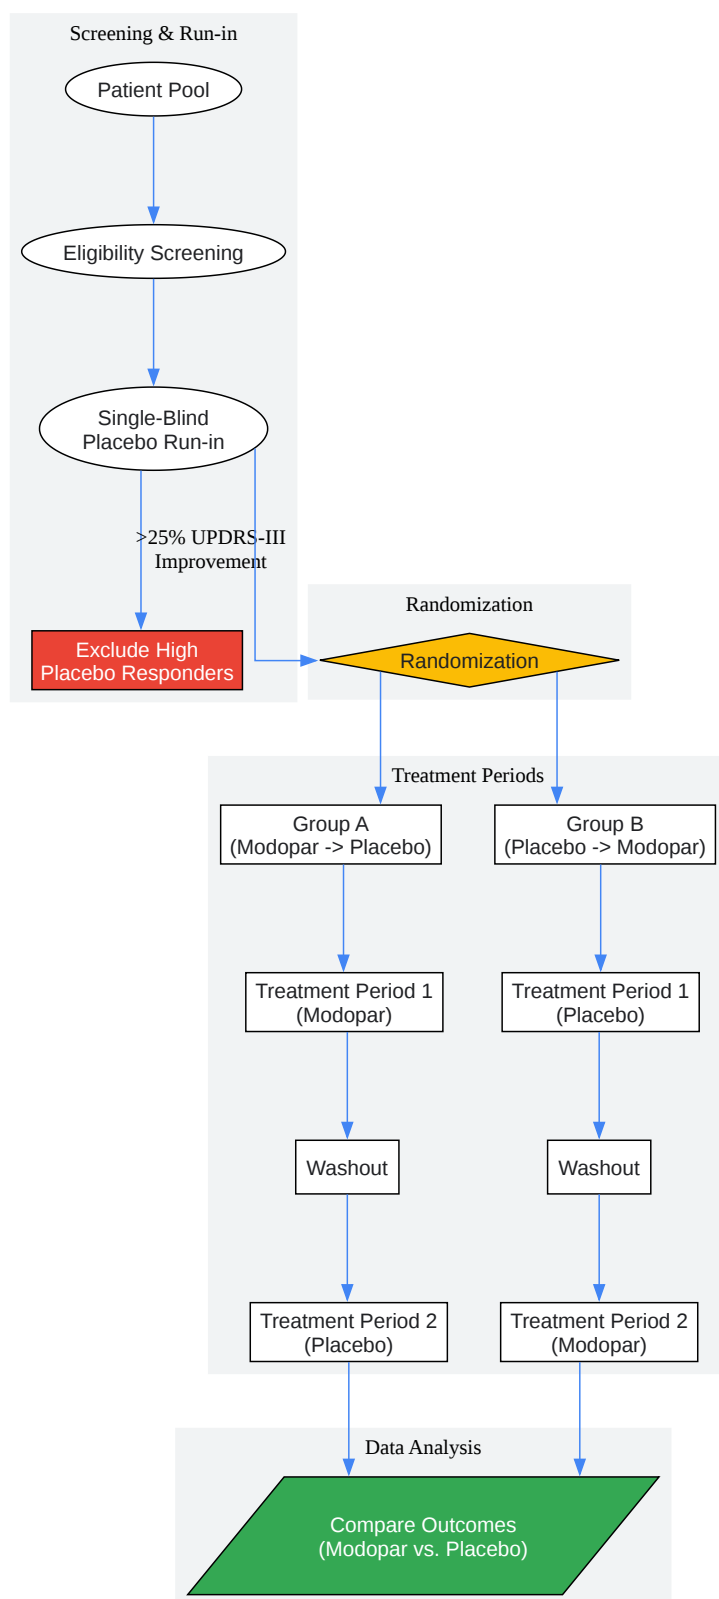 Screening & Run-in
Patient Pool
Eligibility Screening
Single-Blind
Placebo Run-in
>25% UPDRS-III
Improvement
Exclude High
Placebo Responders
Randomization
Randomization
Treatment Periods
Group A
(Modopar -> Placebo)
Group B
(Placebo -> Modopar)
Treatment Period 1
(Modopar)
Treatment Period 1
(Placebo)
Washout
Washout
Treatment Period 2
(Placebo)
Treatment Period 2
(Modopar)
Data Analysis
Compare Outcomes
(Modopar vs. Placebo)